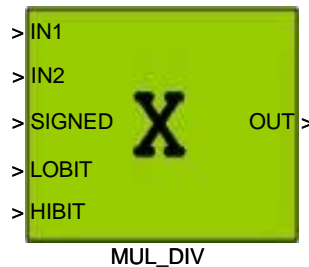 IN1
IN2
SIGNED
X
OUT
LOBIT
HIBIT
MUL_DIV